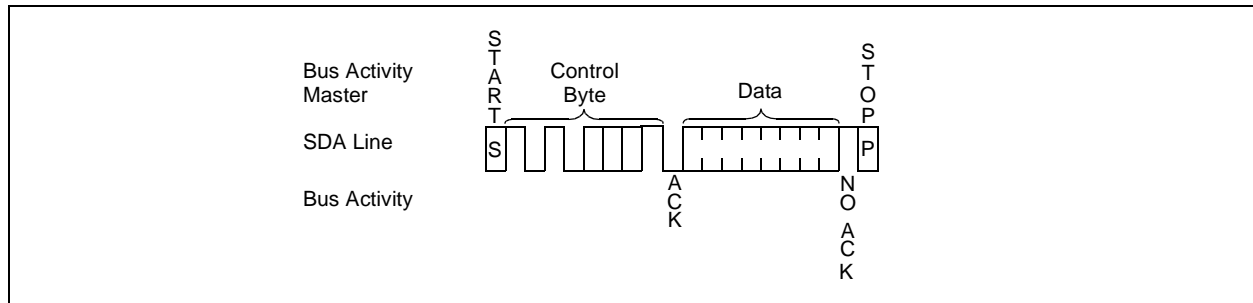 START
STOP
Bus Activity
Master
Control
Byte
Data
SDA Line
S
P
Bus Activity
ACK
NO ACK